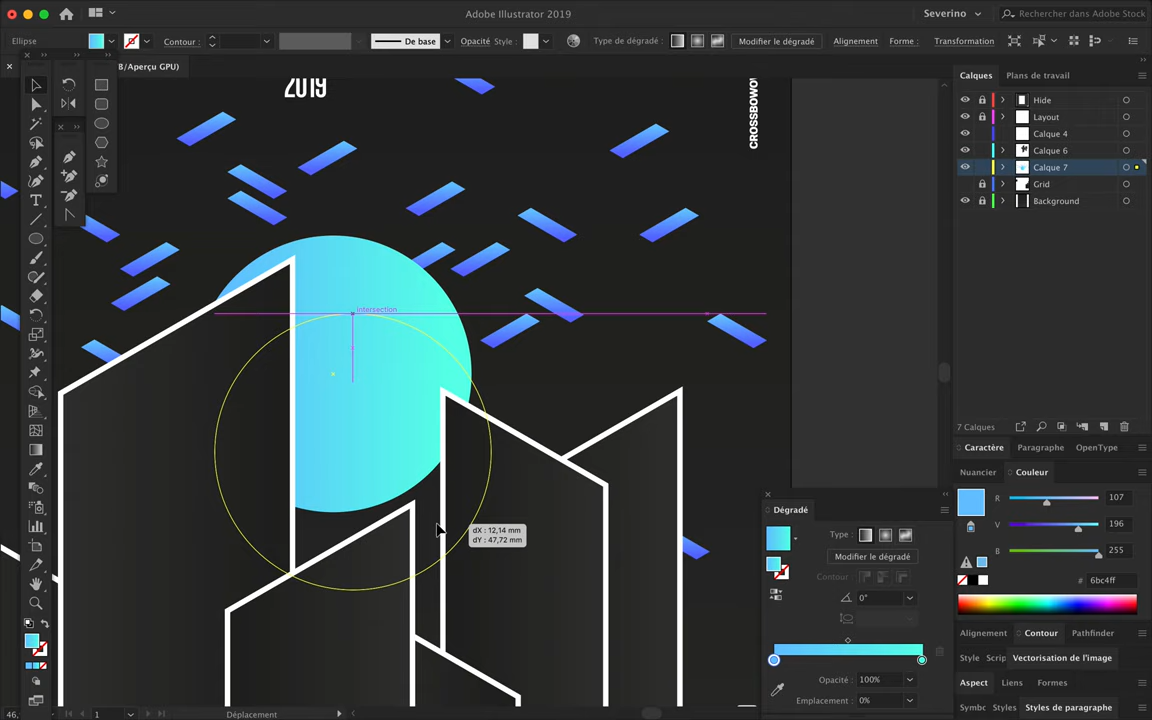 Adobe Illustrator 2019
Severino
Rechercher dans Adobe Stock
Ellipse
Contour :
De base
Opacité
Style :
Type de dégradé :
Modifier le dégradé
Alignement
Forme :
Transformation
B/Aperçu GPU)
Calques
Plans de travail
2019
Hide
Layout
Calque 4
Calque 6
Calque 7
Grid
Background
Intersection
7 Calques
Caractère
Paragraphe
OpenType
Nuancier
Couleur
R
107
V
196
B
255
#
6bc4ff
Dégradé
Type :
Modifier le dégradé
Contour
0°
dX : 12,14 mm
dY : 47,72 mm
Alignement
Contour
Pathfinder
Style
Scrip
Vectorisation de l'image
Opacité :
100%
Aspect
Liens
Formes
Emplacement :
0%
Symbc
Styles
Styles de paragraphe
46,
1
Déplacement